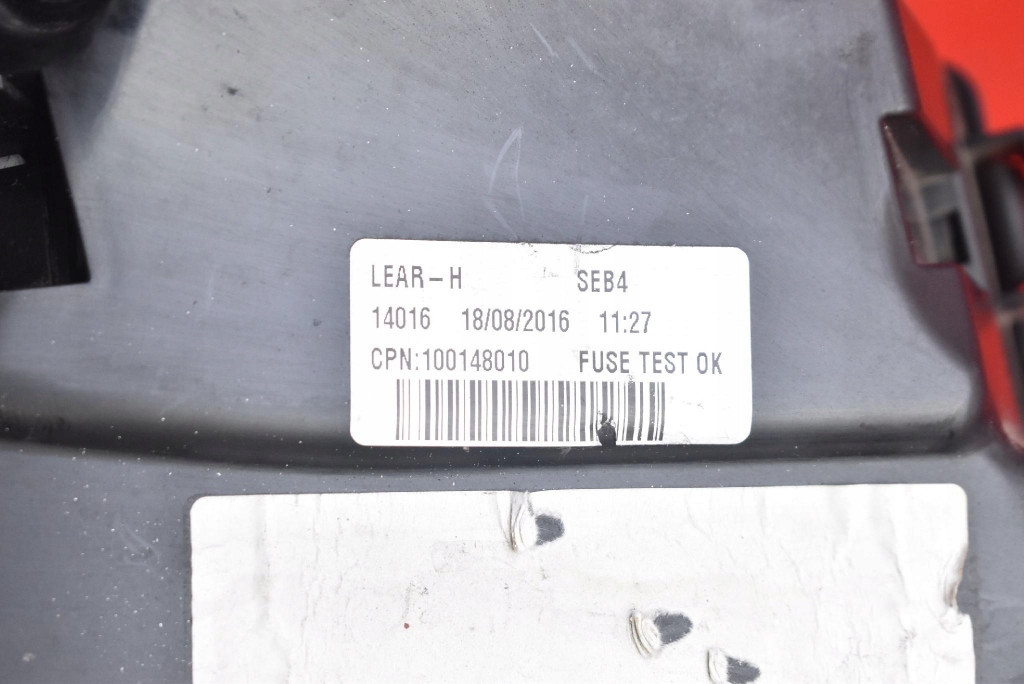 LEAR-H SEB4
14016 18/08/2016 11:27
CPN:100148010 FUSE TEST OK